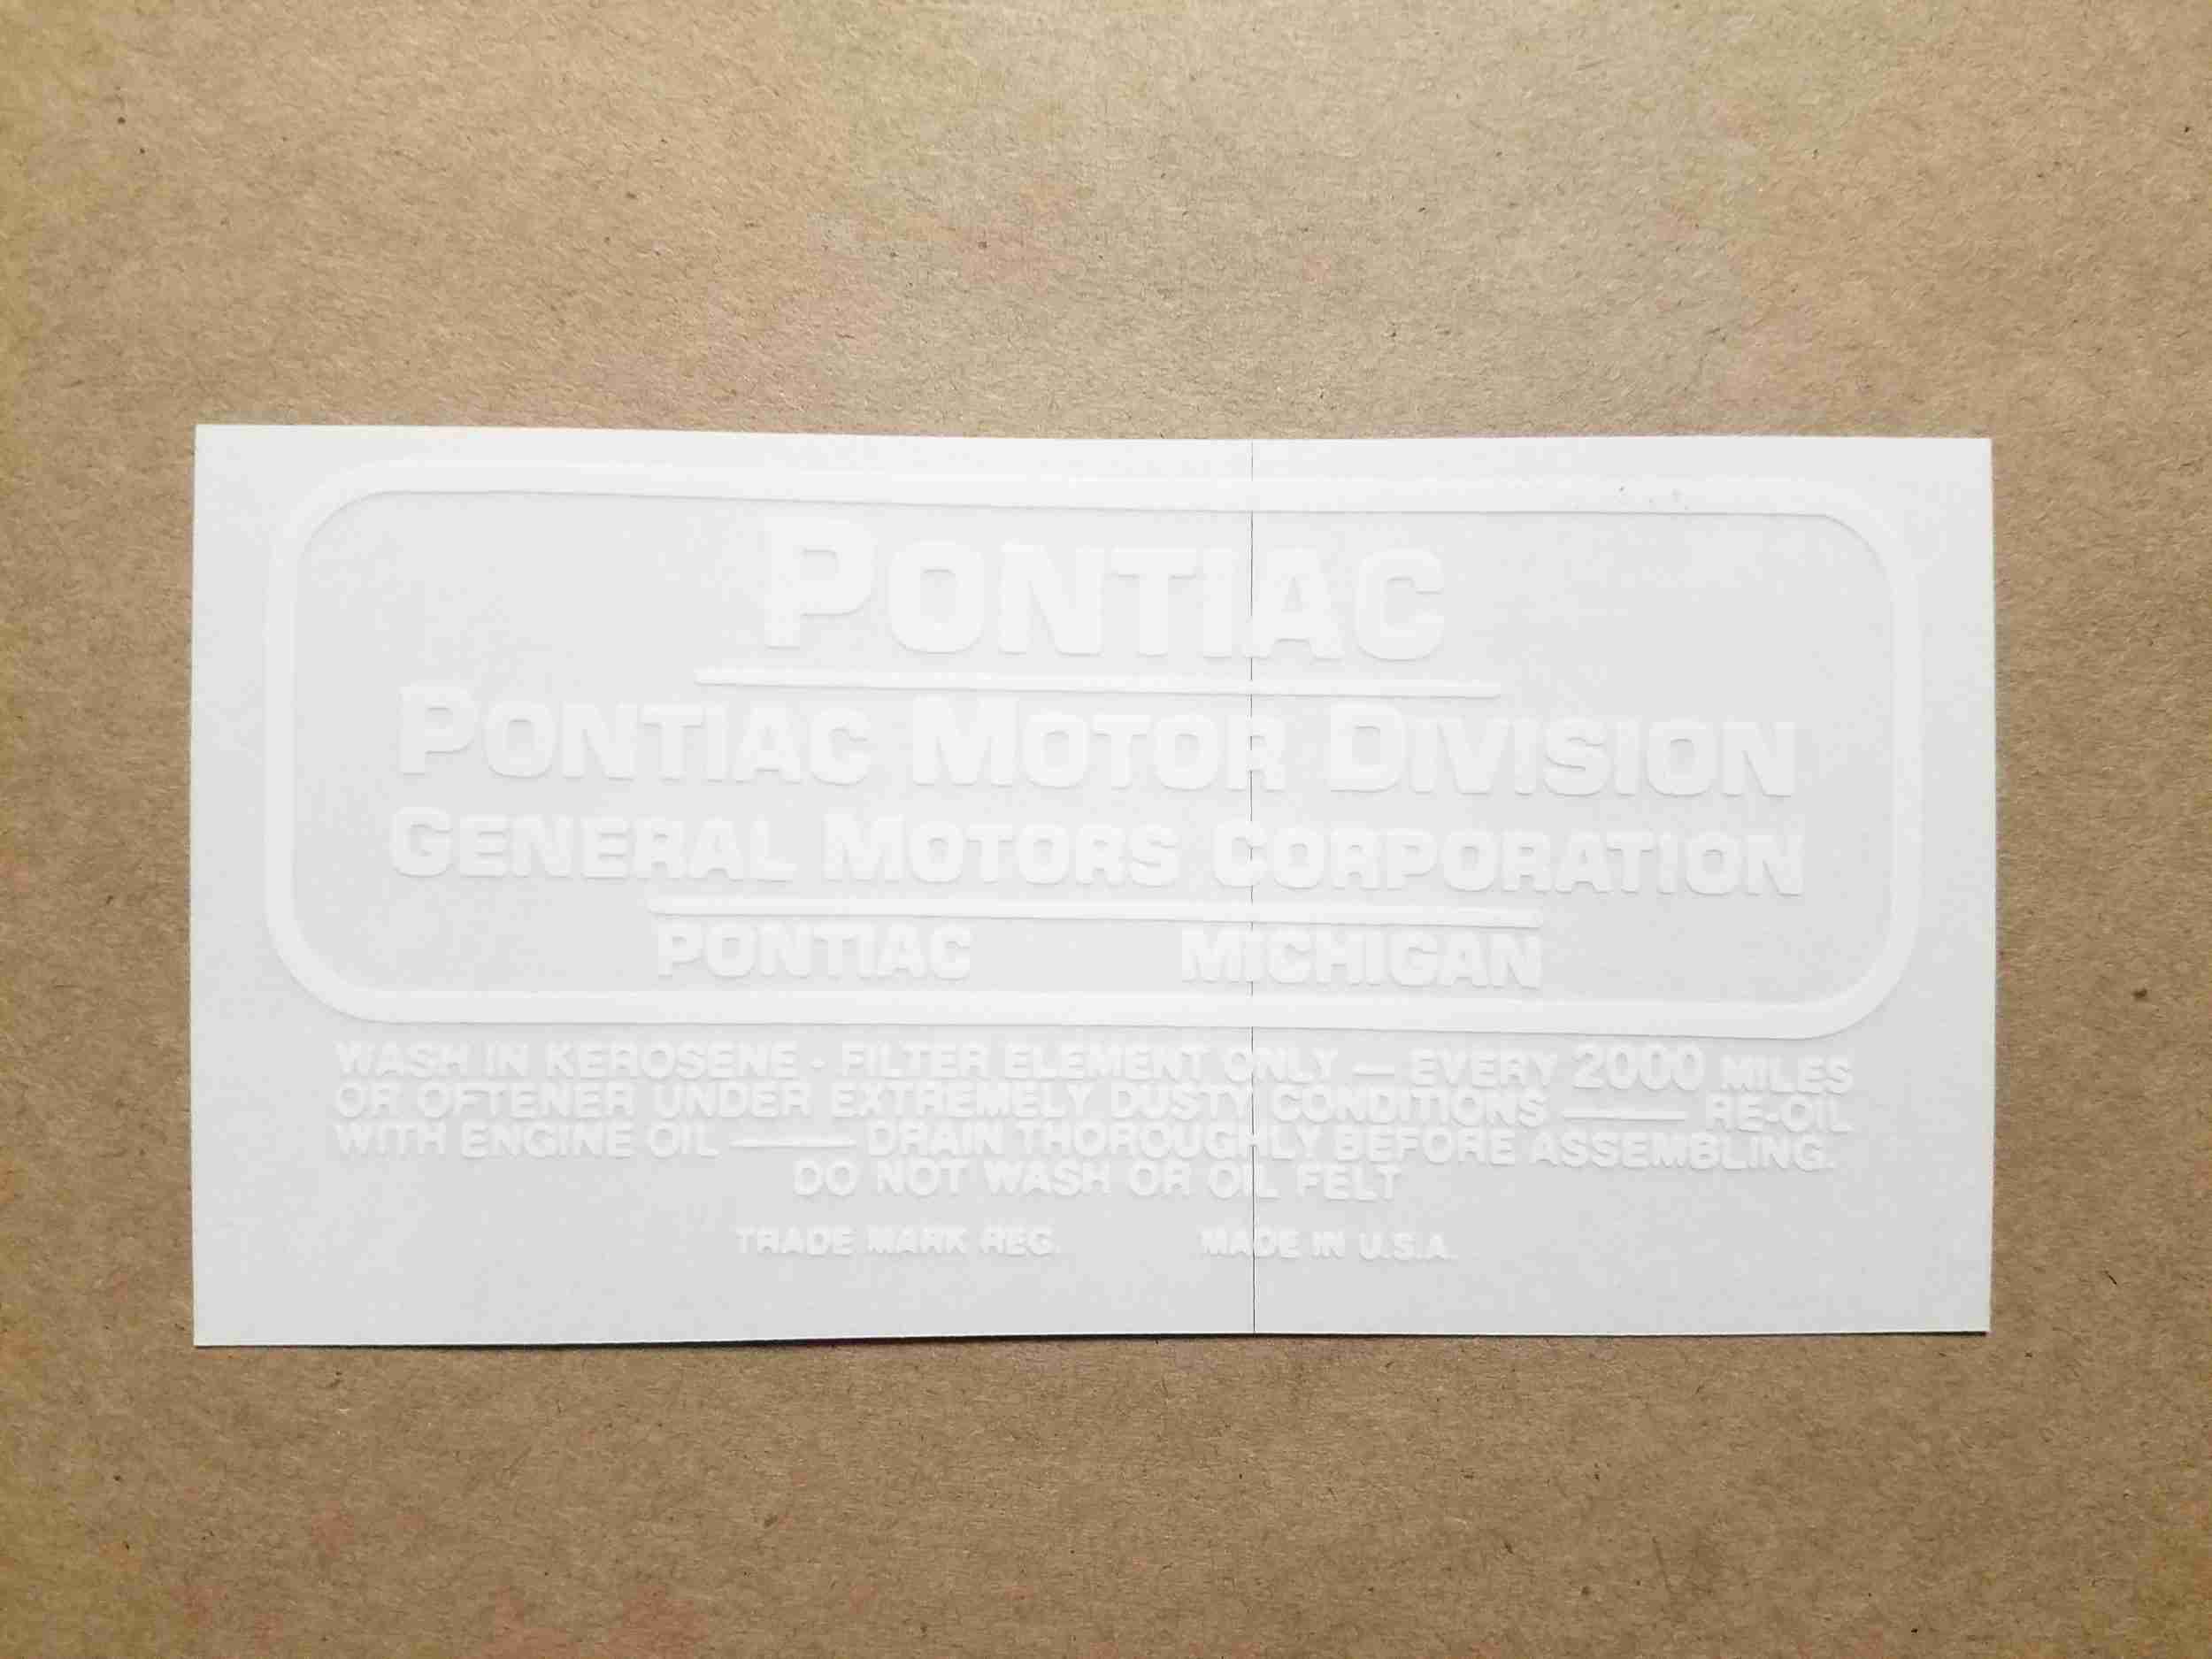 PONTIAC
PONTIAC MOTOR DIVISION
GENERAL MOTORS CORPORATION
PONTIAC MICHIGAN
WASH IN KEROSENE - FILTER ELEMENT ONLY — EVERY 2000 MILES
OR OFTENER UNDER EXTREMELY DUSTY CONDITIONS —— RE-OIL
WITH ENGINE OIL —— DRAIN THOROUGHLY BEFORE ASSEMBLING.
DO NOT WASH OR OIL FELT
TRADE MARK REG. MADE IN U.S.A.